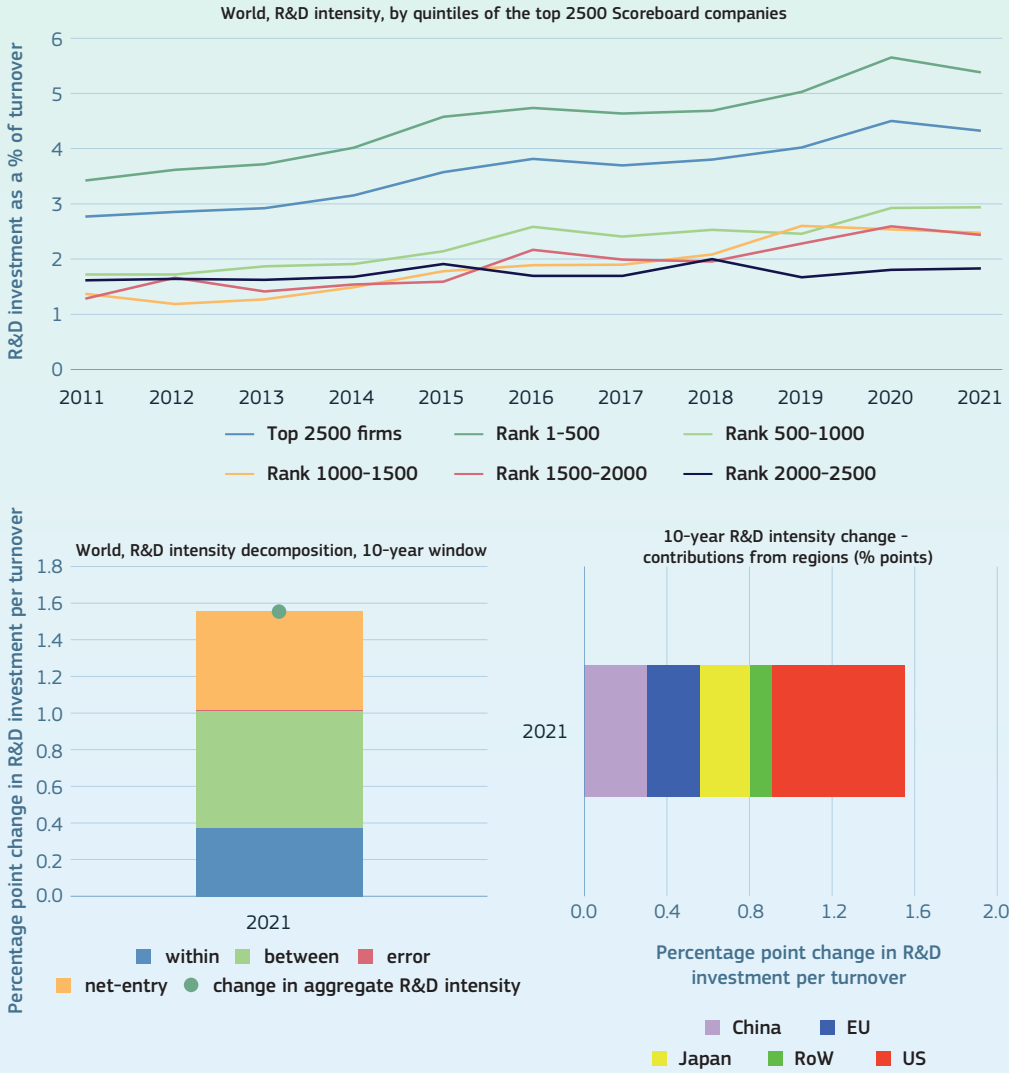 World, R&D intensity, by quintiles of the top 2500 Scoreboard companies
R&D investment as a % of turnover
6
5
4
3
2
1
0
2011 2012 2013 2014 2015 2016 2017 2018 2019 2020 2021
Top 2500 firms Rank 1-500 Rank 500-1000
Rank 1000-1500 Rank 1500-2000 Rank 2000-2500
World, R&D intensity decomposition, 10-year window
Percentage point change in R&D investment per turnover
1.8
1.6
1.4
1.2
1.0
0.8
0.6
0.4
0.2
0.0
2021
within between error
net-entry change in aggregate R&D intensity
10-year R&D intensity change -
contributions from regions (% points)
2021
0.0 0.4 0.8 1.2 1.6 2.0
Percentage point change in R&D
investment per turnover
China EU
Japan RoW US